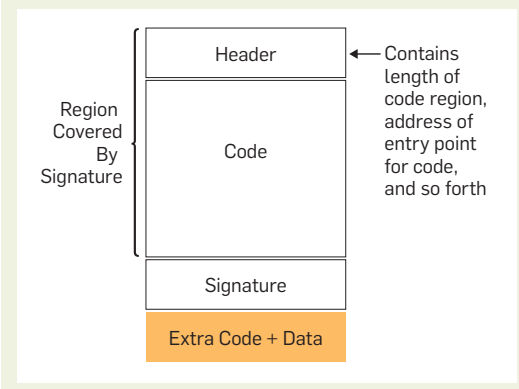 Region
Covered
By
Signature
Header
Code
Signature
Extra Code + Data
Contains
length of
code region,
address of
entry point
for code,
and so forth